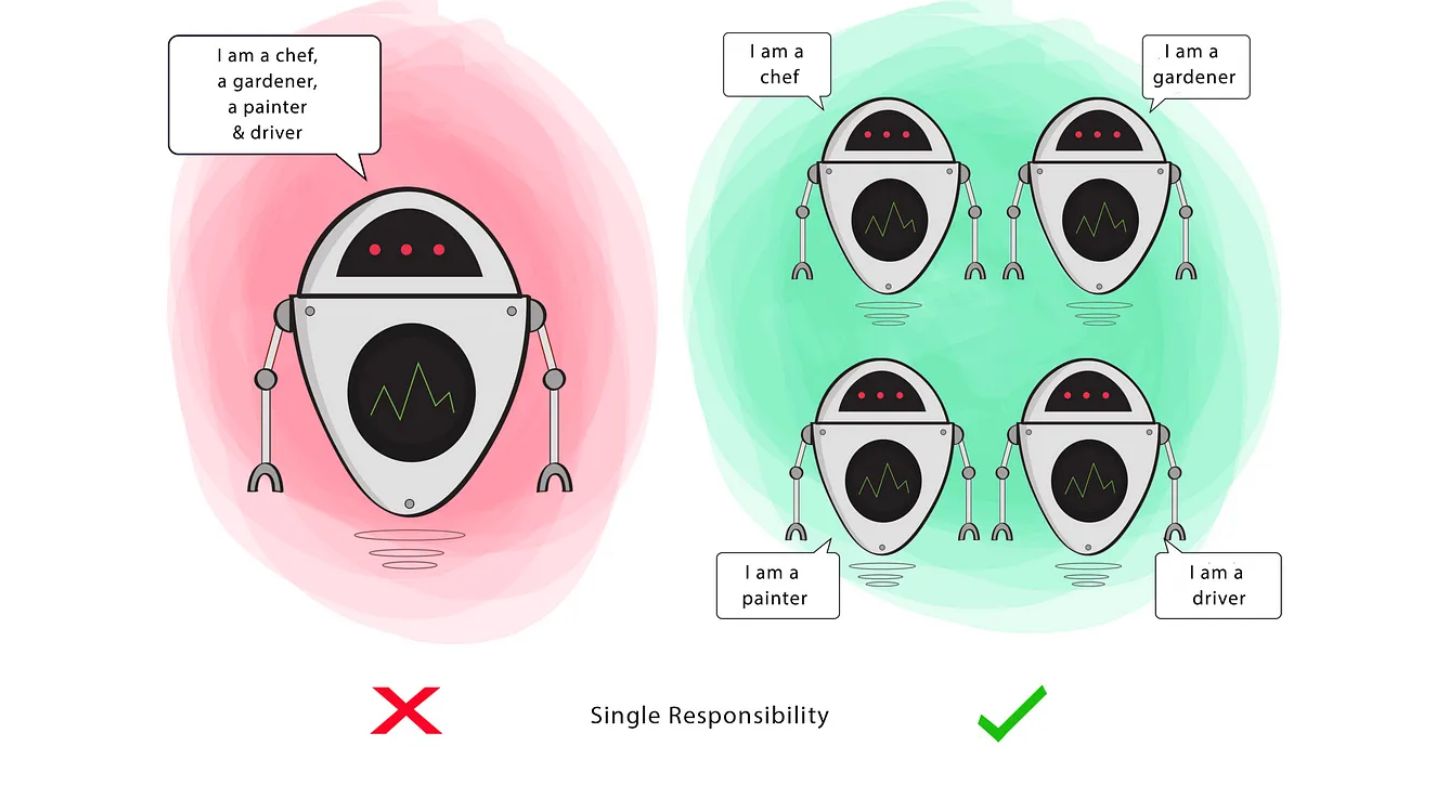 I am a chef,
a gardener,
a painter
& driver
I am a
chef
I am a
gardener
I am a
painter
I am a
driver
Single Responsibility